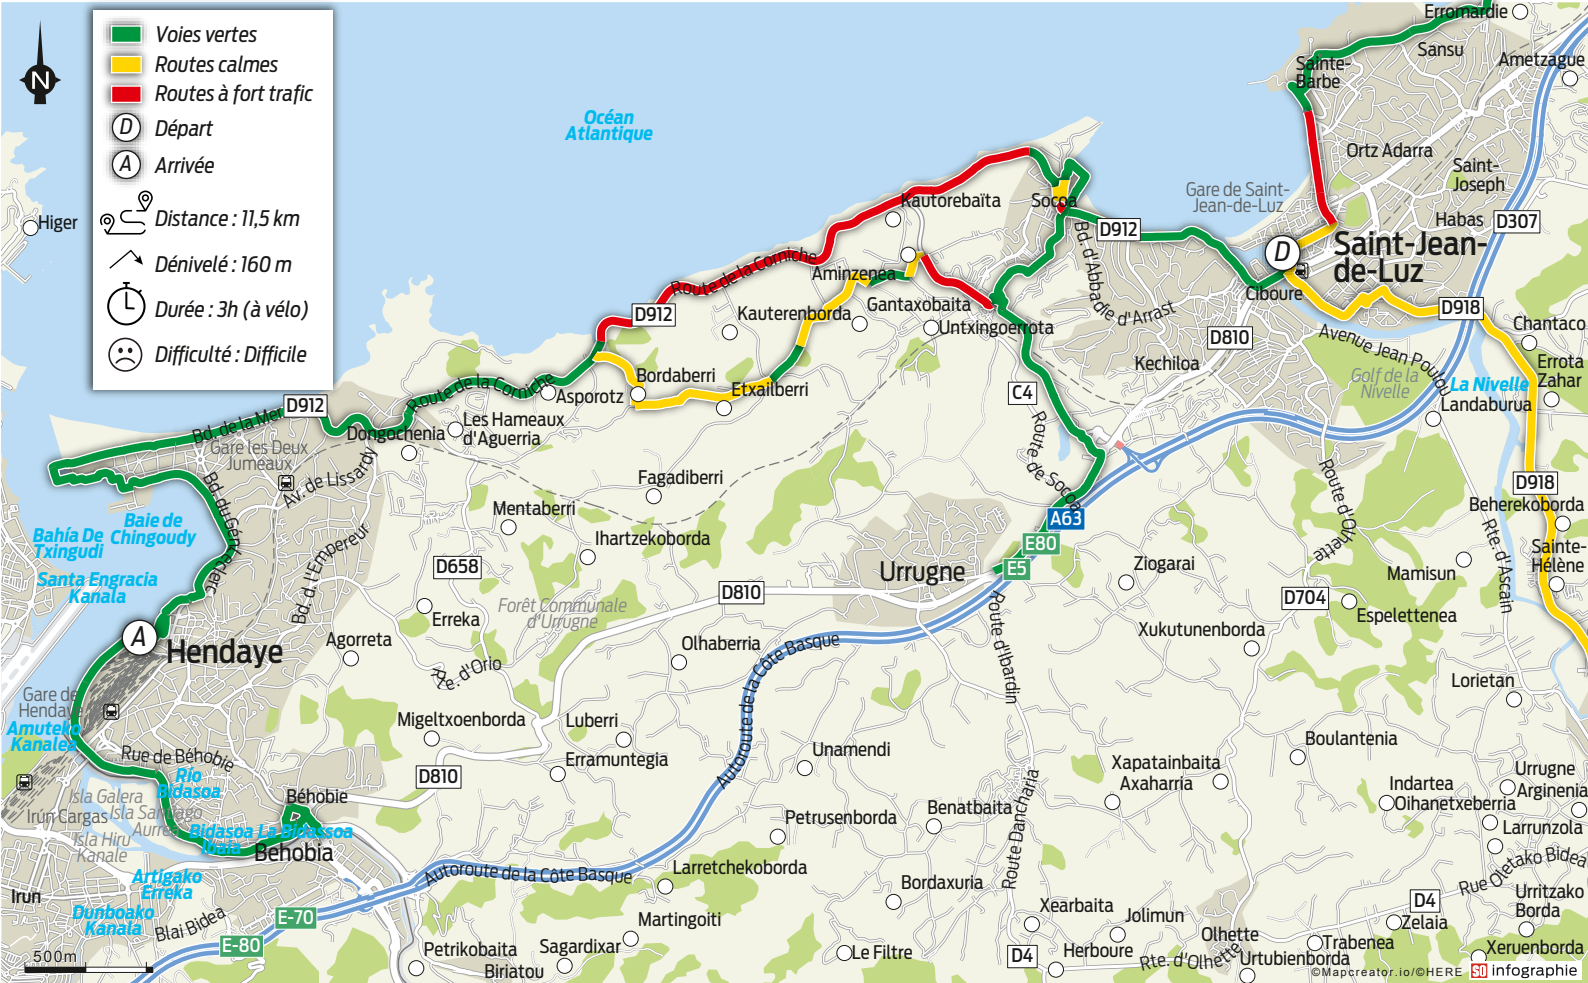 N
Voies vertes
Routes calmes
Routes à fort trafic
D Départ
A Arrivée
Distance : 11,5 km
Dénivelé : 160 m
Durée : 3h (à vélo)
Difficulté : Difficile
Océan
Atlantique
Erromardie
Sansu
Ametzague
Sainte-
Barbe
Ortz Adarra
Saint-
Joseph
Gare de Saint-
Jean-de-Luz
Habas
D307
Higer
Kautorebaïta
Socoa
D912
D
Saint-Jean-
de-Luz
Bd. d'Abbadie d'Arrast
Route de la Corniche
Aminzenea
Gantaxobaita
Ciboure
D918
D912
Kauterenborda
Untxingoerrota
D810
Avenue Jean Poulou
Chantaco
Kechiloa
Errota
Zahar
Golf de la
Nivelle
La Nivelle
Landaburua
Bordaberri
Etxailberri
Asporotz
Route de la Corniche
C4
Route de Socoa
D912
Bd. de la Mer
Les Hameaux
d'Aguerria
Dongochenia
Gare les Deux
Jumeaux
Av. de Lissardy
Bd. du Gén. Leclerc
Fagadiberri
Route d'Olhette
D918
Beherekoborda
Mentaberri
Baie de
Chingoudy
Bahía De
Txingudi
Bd. d'Empereur
Ihartzekoborda
A63
E80
E5
Rte. d'Ascain
Sainte-
Hélène
Santa Engracia
Kanala
D658
Urrugne
Ziogarai
Mamisun
D810
Forêt Communale
d'Urrugne
Erreka
D704
Espelettenea
A
Hendaye
Agorreta
Olhaberria
Autoroute de la Côte Basque
Route d'Ibardin
Xukutunenborda
Rte. d'Orio
Lorietan
Gare de
Hendaye
Amuteko
Kanalea
Migeltxoenborda
Luberri
Boulantenia
Rue de Béhobie
Erramuntegia
Unamendi
Xapatainbaita
Axaharria
Urrugne
Arginenia
Río
Bidasoa
D810
Indartea
Oihanetxeberria
Isla Galera
Béhobie
Isla Santiago
Aurrea
Irún Cargas
Petrusenborda
Benatbaita
Route Dancharia
Larrunzola
Isla Hiru
Kanale
Bidasoa La Bidassoa
Ibaia
Behobia
Autoroute de la Côte Basque
Larretchekoborda
Rue Oletako Bidea
Irun
Artigako
Erreka
Bordaxuria
D4
Urritzako
Borda
Dunboako
Kanala
Blai Bidea
E-70
Martingoiti
Xearbaita
Jolimun
Zelaia
E-80
Petrikobaita
Sagardixar
Le Filtre
D4
Herboure
Olhette
Rte. d'Olhette
Trabenea
Urtubienborda
Xeruenborda
Biriatou
500m
©Mapcreator.io/©HERE
SO infographie